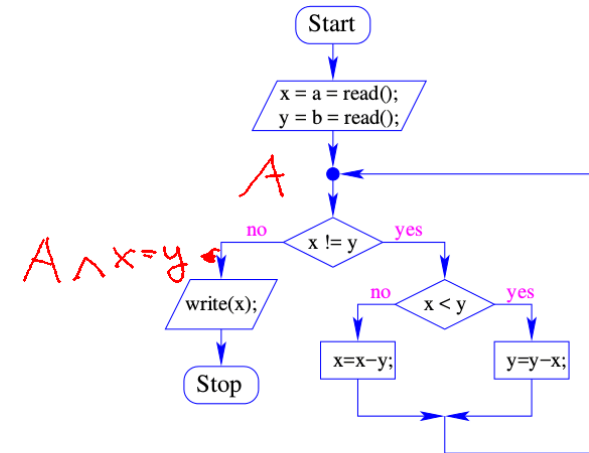 Start
x = a = read();
y = b = read();
A
no
x != y
yes
A ∧ x=y
write(x);
no
x < y
yes
x=x−y;
y=y−x;
Stop